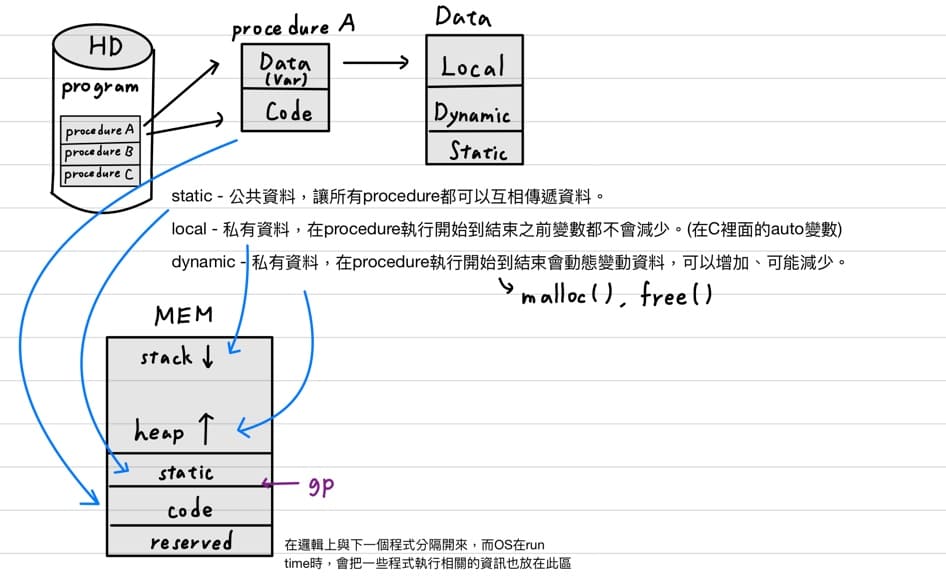 HD
program
procedure A
procedure B
procedure C
procedure A
Data
(Var)
Code
Data
Local
Dynamic
Static
static - 公共資料，讓所有procedure都可以互相傳遞資料。
local - 私有資料，在procedure執行開始到結束之前變數都不會減少。(在C裡面的auto變數)
dynamic - 私有資料，在procedure執行開始到結束會動態變動資料，可以增加、可能減少。
malloc(), free()
MEM
stack ↓
heap ↑
static
gp
code
reserved
在邏輯上與下一個程式分隔開來，而OS在run
time時，會把一些程式執行相關的資訊也放在此區